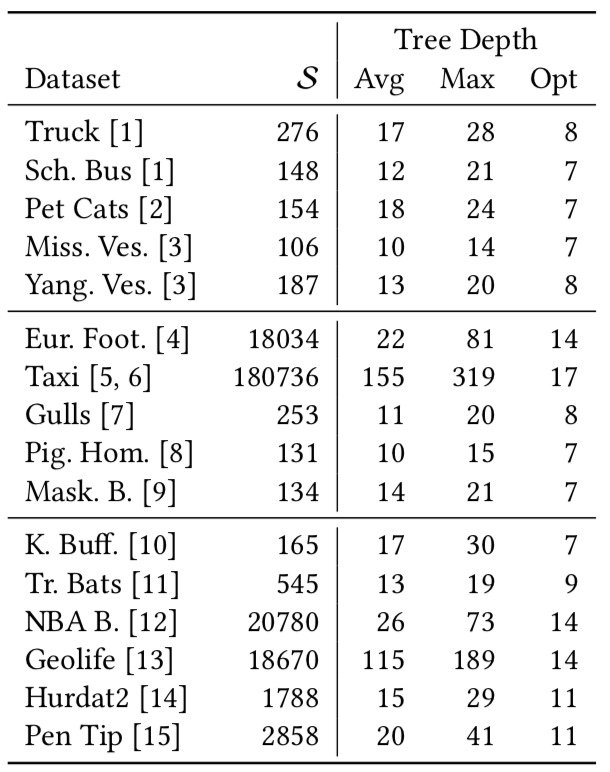 Tree Depth
Dataset 𝒮 Avg Max Opt
Truck [1] 276 17 28 8
Sch. Bus [1] 148 12 21 7
Pet Cats [2] 154 18 24 7
Miss. Ves. [3] 106 10 14 7
Yang. Ves. [3] 187 13 20 8
Eur. Foot. [4] 18034 22 81 14
Taxi [5, 6] 180736 155 319 17
Gulls [7] 253 11 20 8
Pig. Hom. [8] 131 10 15 7
Mask. B. [9] 134 14 21 7
K. Buff. [10] 165 17 30 7
Tr. Bats [11] 545 13 19 9
NBA B. [12] 20780 26 73 14
Geolife [13] 18670 115 189 14
Hurdat2 [14] 1788 15 29 11
Pen Tip [15] 2858 20 41 11